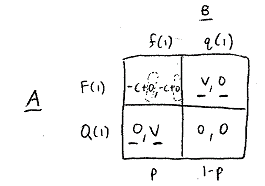 B
f(1) q(1)
A F(1) -c+0, -c+0 V, 0
Q(1) 0, V 0, 0
p 1-p